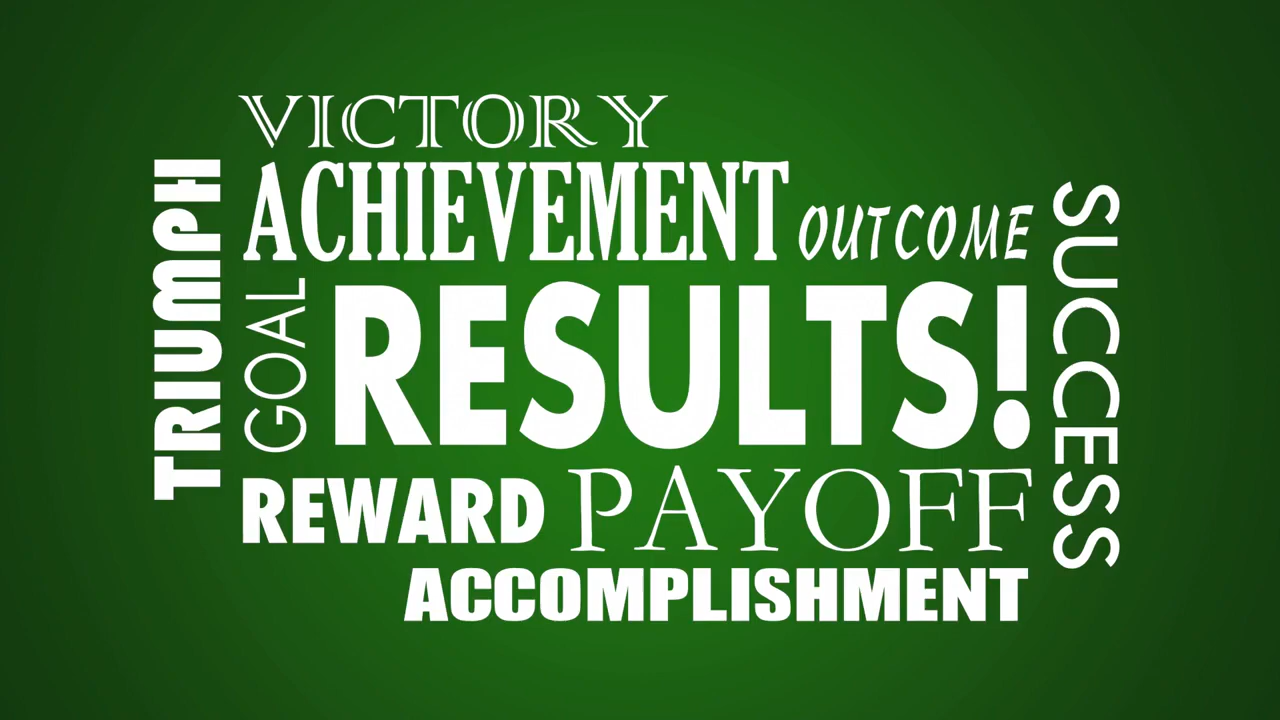 VICTORY
TRIUMPH
ACHIEVEMENT
OUTCOME
SUCCESS
GOAL
RESULTS!
REWARD
PAYOFF
ACCOMPLISHMENT